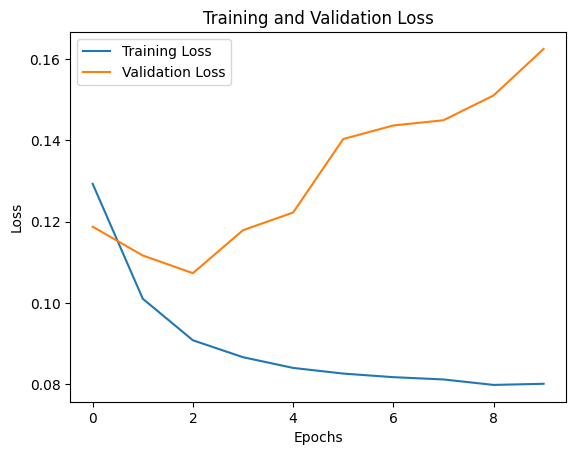 Training and Validation Loss
Training Loss
Validation Loss
0.16
0.14
0.12
0.10
0.08
Loss
0 2 4 6 8
Epochs